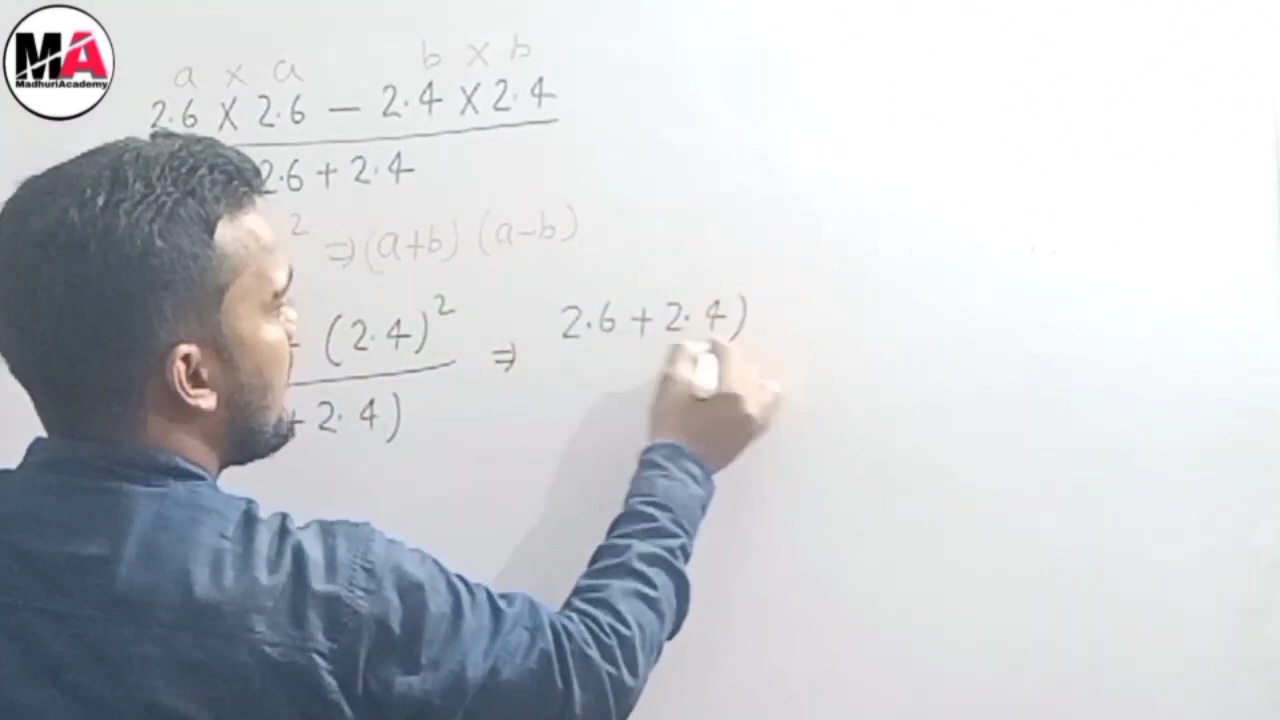 MA
MadhuriAcademy
a × a b × b
2.6 × 2.6 − 2.4 × 2.4
2.6 + 2.4
2 ⇒ (a+b) (a−b)
− (2.4)² ⇒ 2.6 + 2.4)
+ 2.4)